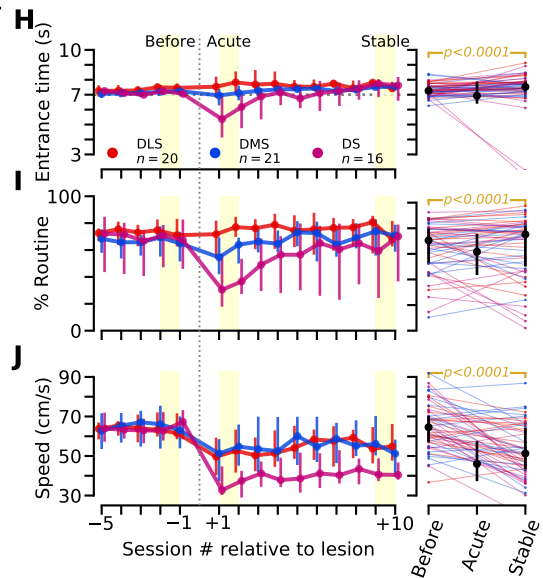 H
Before Acute Stable
Entrance time (s)
10
7
3
DLS
n=20
DMS
n=21
DS
n=16
p<0.0001
I
% Routine
100
0
p<0.0001
J
Speed (cm/s)
90
70
50
30
p<0.0001
−5 −1 +1 +10
Session # relative to lesion
Before Acute Stable